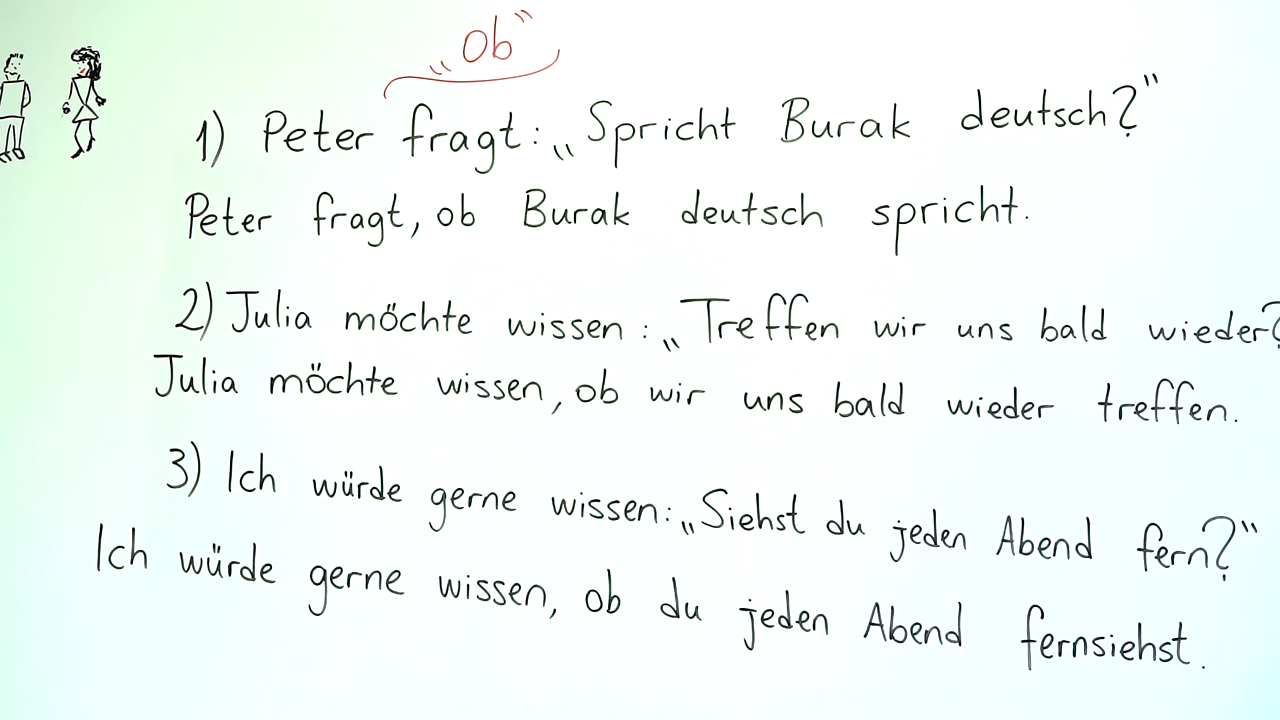 „Ob”
1) Peter fragt: „Spricht Burak deutsch?”
Peter fragt, ob Burak deutsch spricht.
2) Julia möchte wissen: „Treffen wir uns bald wieder?
Julia möchte wissen, ob wir uns bald wieder treffen.
3) Ich würde gerne wissen: „Siehst du jeden Abend fern?“
Ich würde gerne wissen, ob du jeden Abend fernsiehst.